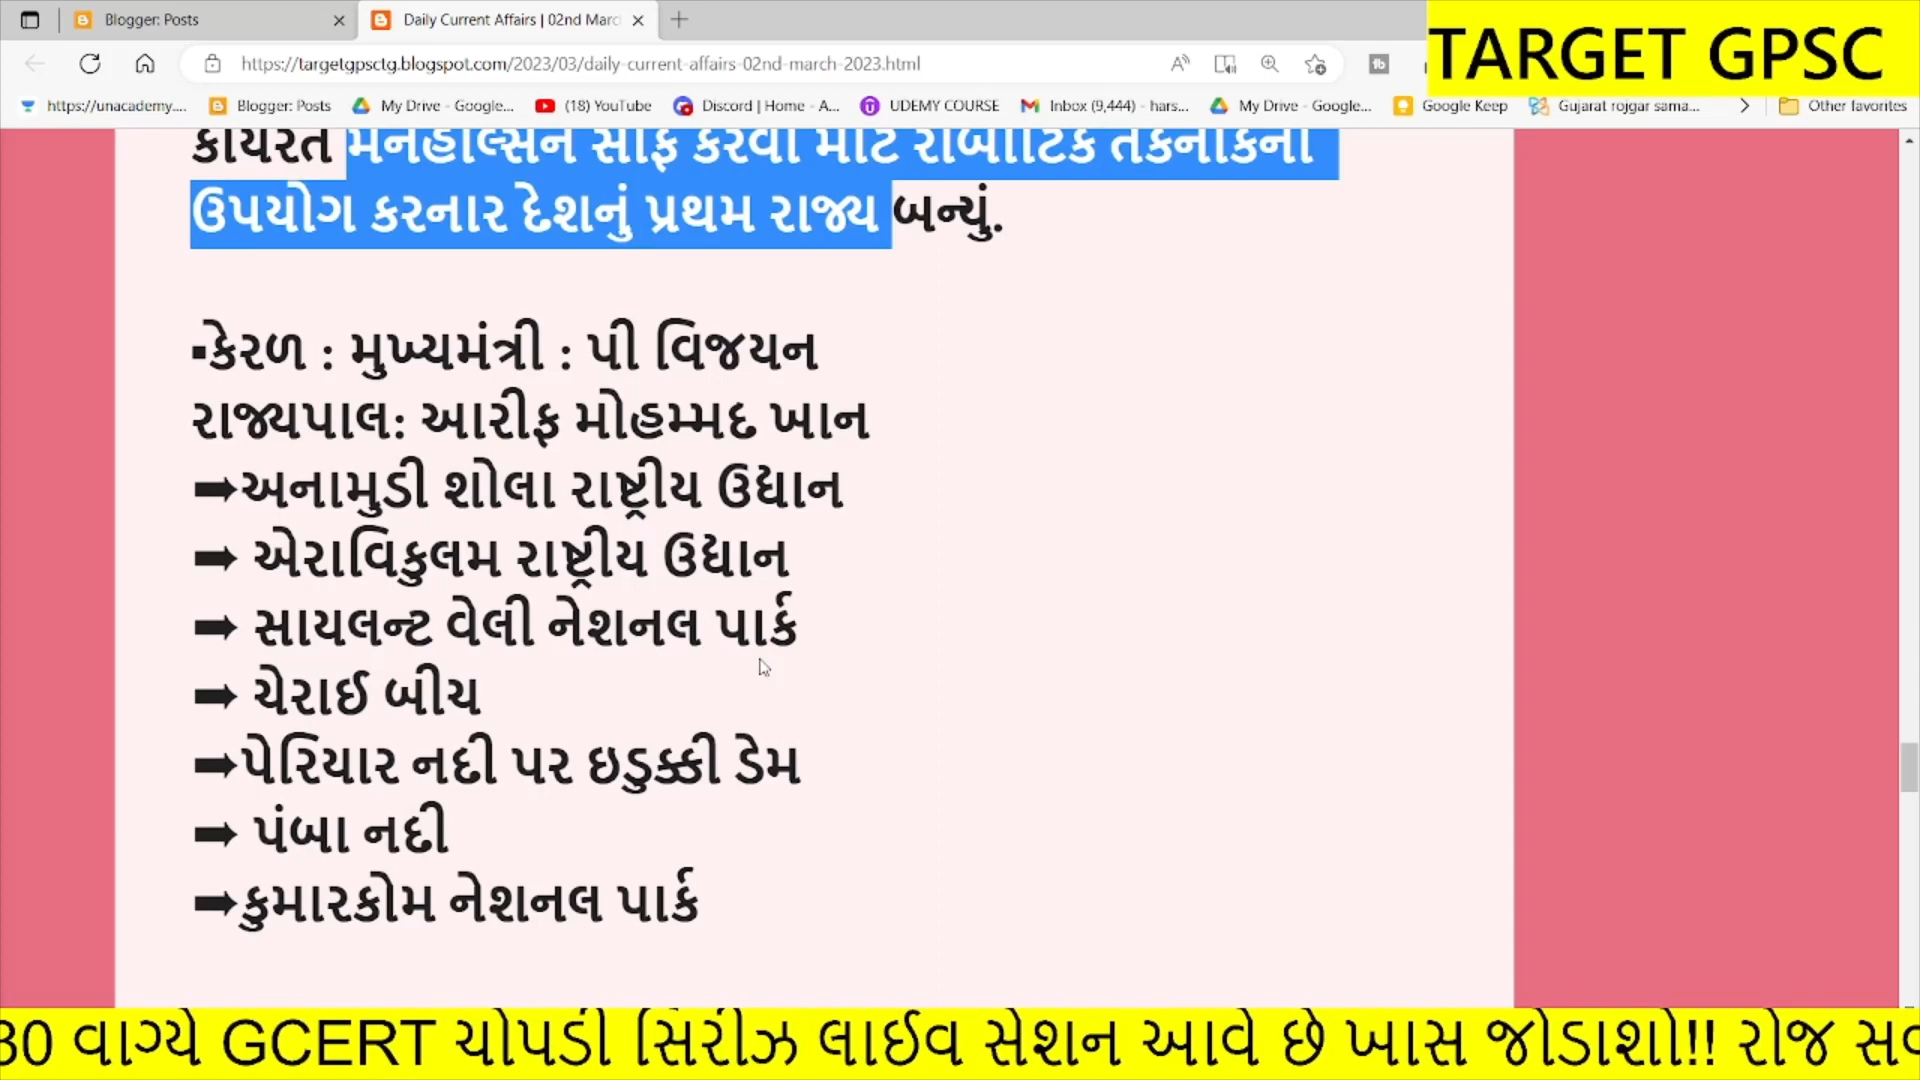 Blogger: Posts
Daily Current Affairs | 02nd Marc
TARGET GPSC
https://targetgpsctg.blogspot.com/2023/03/daily-current-affairs-02nd-march-2023.html
https://unacademy.... Blogger: Posts My Drive - Google... (18) YouTube Discord | Home - A... UDEMY COURSE Inbox (9,444) - hars... My Drive - Google... Google Keep Gujarat rojgar sama... Other favorites
કરવા
ઉપયોગ કરનાર દેશનું પ્રથમ રાજ્ય બન્યું.
▪કેરળ : મુખ્યમંત્રી : પી વિજયન
રાજ્યપાલ: આરીફ મોહમ્મદ ખાન
➡અનામુડી શોલા રાષ્ટ્રીય ઉદ્યાન
➡ એરાવિકુલમ રાષ્ટ્રીય ઉદ્યાન
➡ સાયલન્ટ વેલી નેશનલ પાર્ક
➡ ચેરાઈ બીચ
➡પેરિયાર નદી પર ઇડુક્કી ડેમ
➡ પંબા નદી
➡કુમારકોમ નેશનલ પાર્ક
30 વાગ્યે GCERT ચોપડી સિરીઝ લાઈવ સેશન આવે છે ખાસ જોડાશો!! રોજ